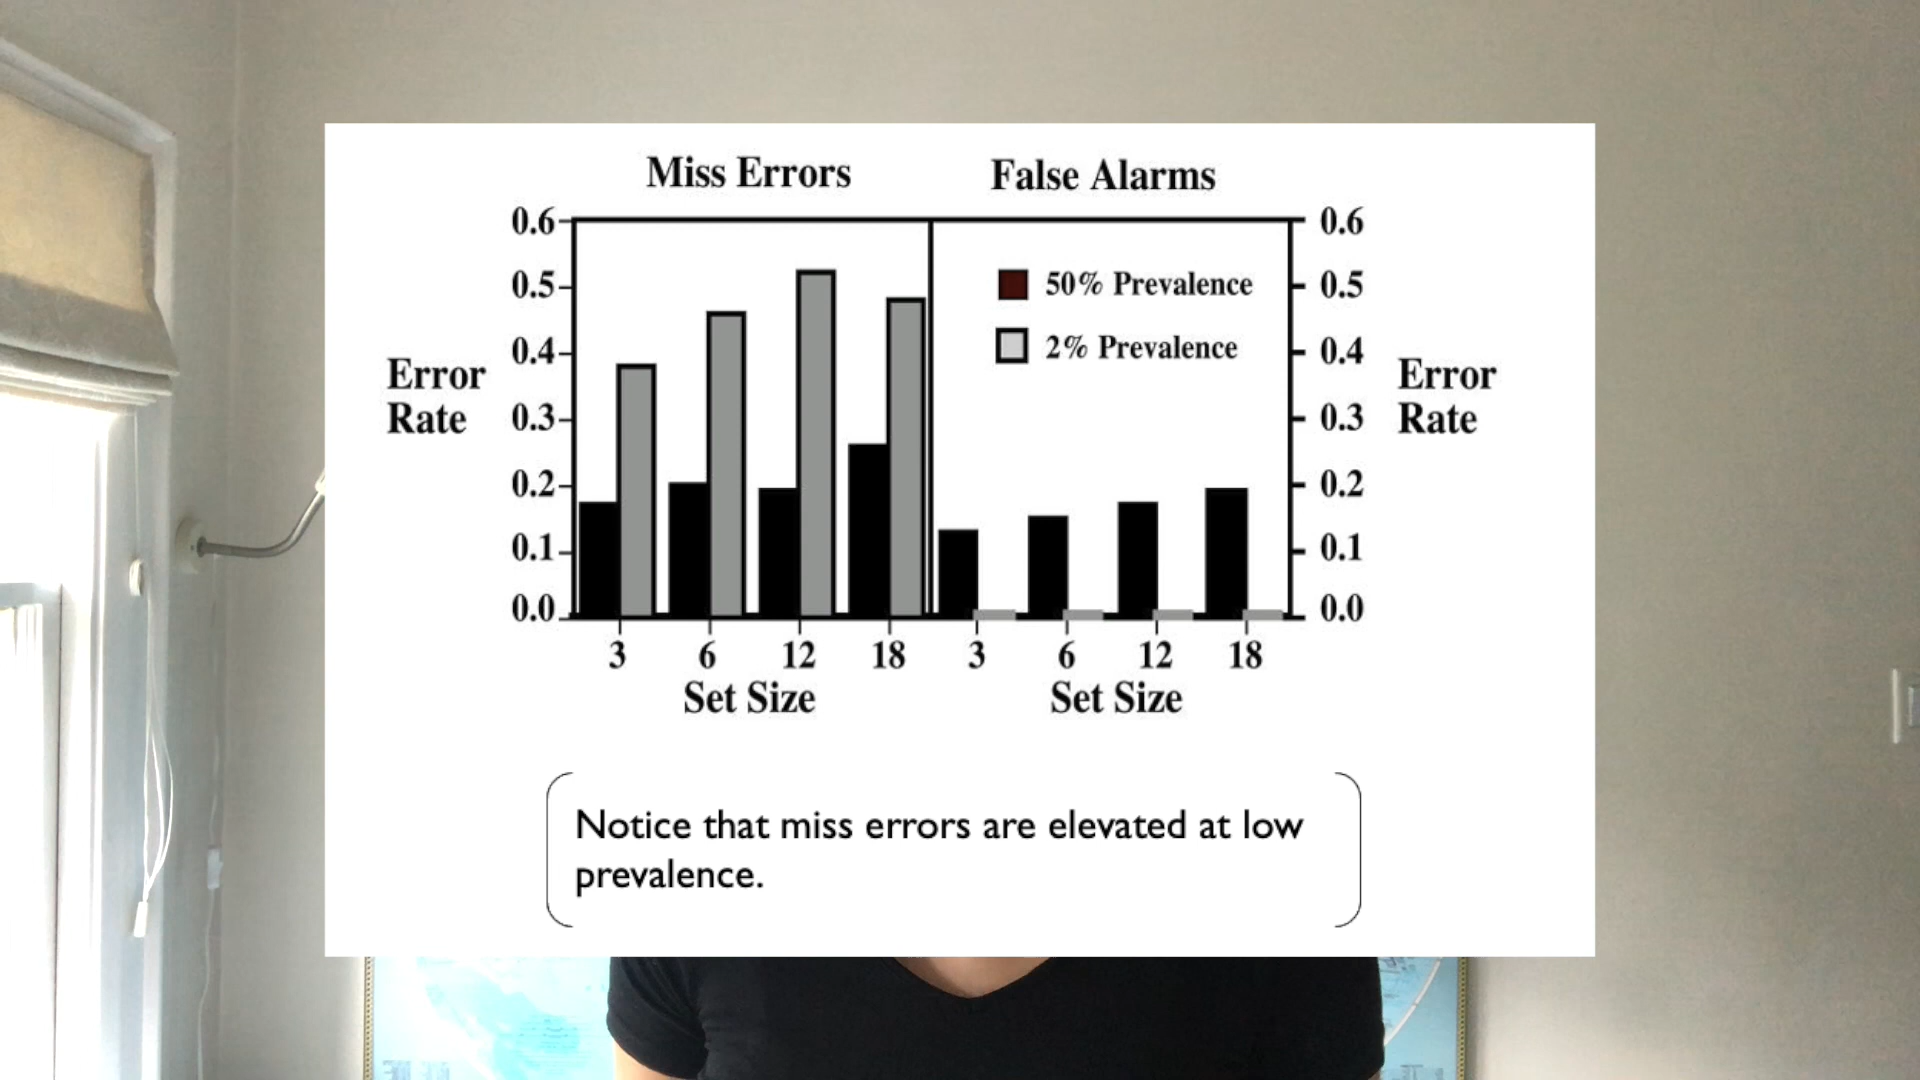 Miss Errors
False Alarms
0.6
0.5
0.4
0.3
0.2
0.1
0.0
Error
Rate
50% Prevalence
2% Prevalence
0.6
0.5
0.4
0.3
0.2
0.1
0.0
Error
Rate
3 6 12 18 3 6 12 18
Set Size
Set Size
Notice that miss errors are elevated at low
prevalence.